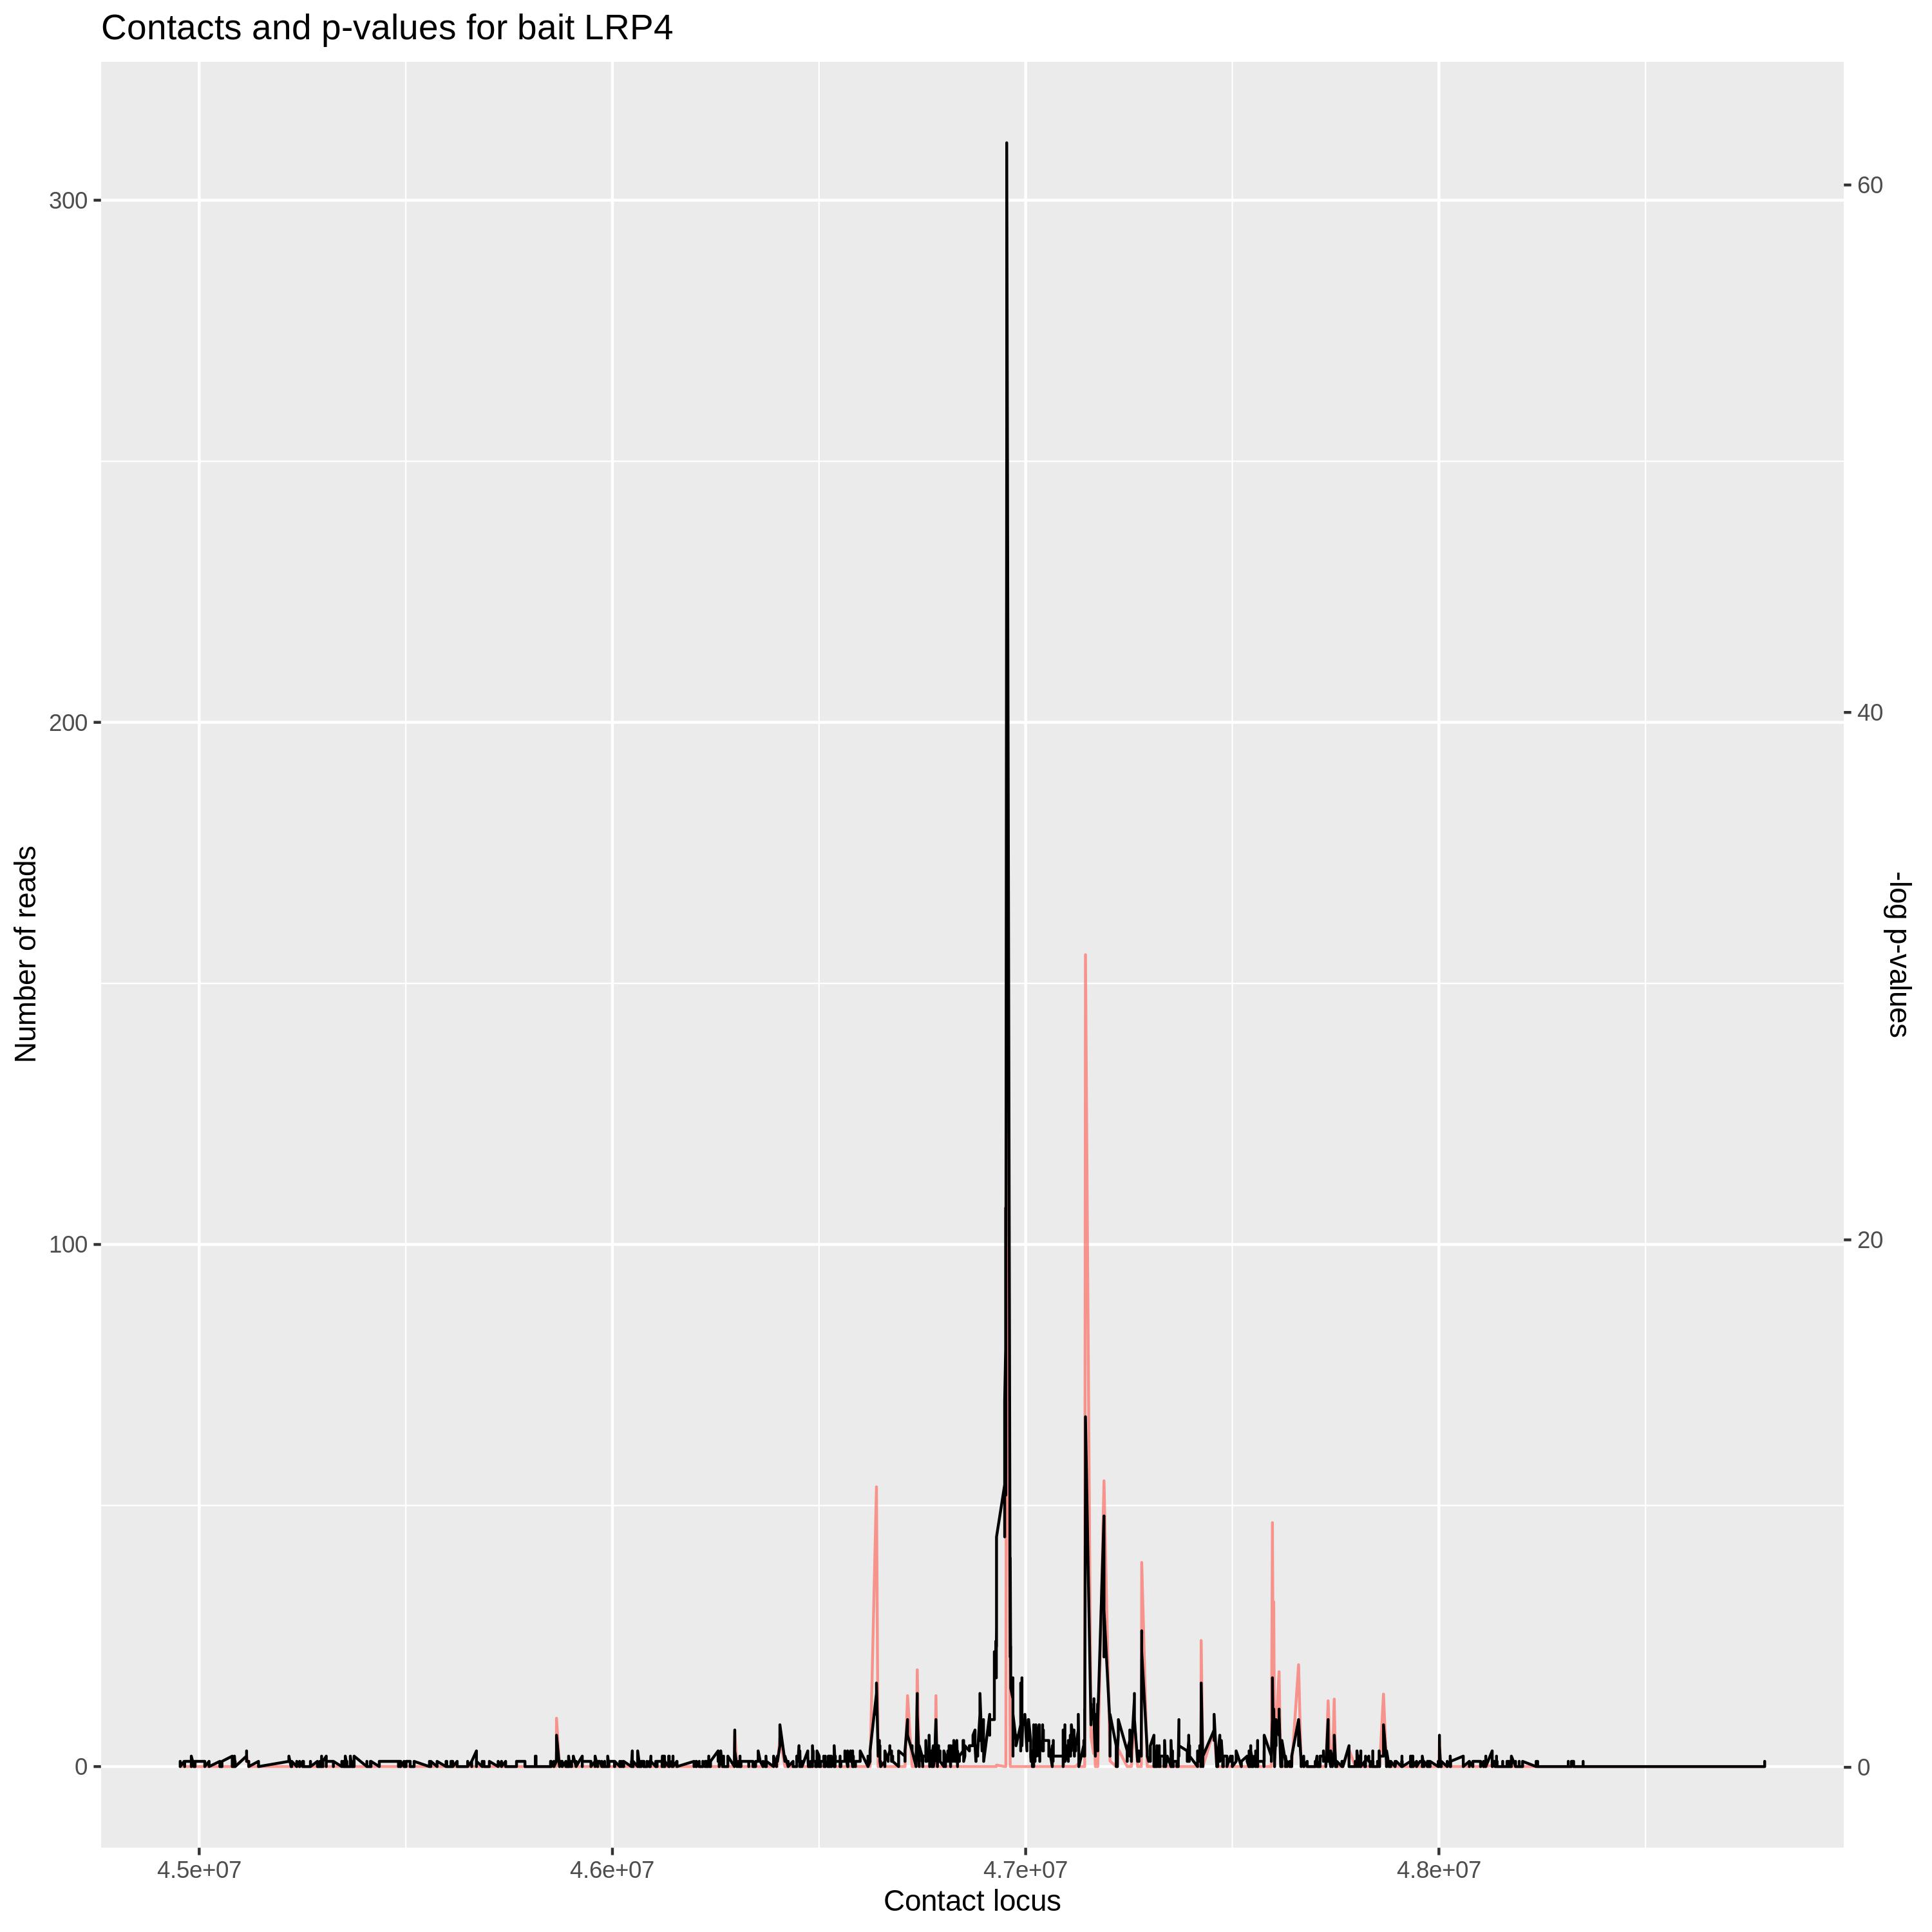 Contacts and p-values for bait LRP4
300
200
100
0
Number of reads
60
40
20
0
-log p-values
4.5e+07 4.6e+07 4.7e+07 4.8e+07
Contact locus